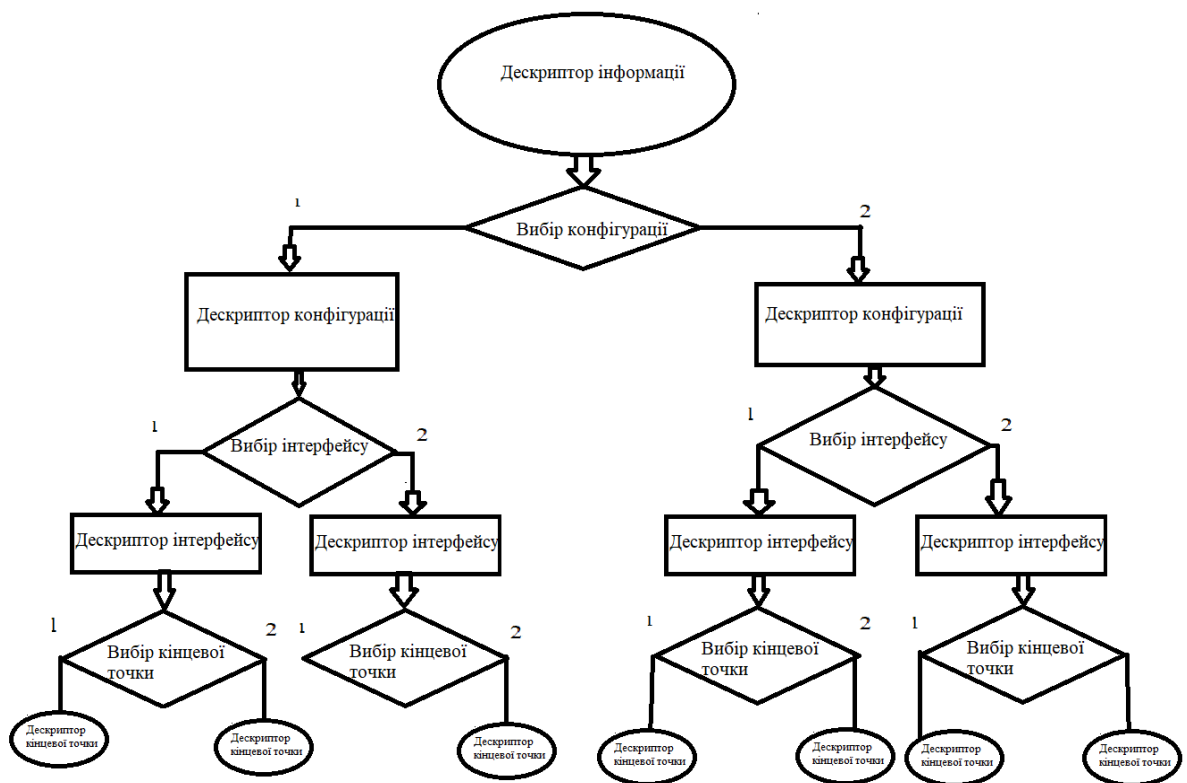 Дескриптор інформації
1
2
Вибір конфігурації
Дескриптор конфігурації
Дескриптор конфігурації
1
2
1
2
Вибір інтерфейсу
Вибір інтерфейсу
Дескриптор інтерфейсу
Дескриптор інтерфейсу
Дескриптор інтерфейсу
Дескриптор інтерфейсу
1
2
1
2
1
2
1
2
Вибір кінцевої
точки
Вибір кінцевої
точки
Вибір кінцевої
точки
Вибір кінцевої
точки
Дескриптор
кінцевої точки
Дескриптор
кінцевої точки
Дескриптор
кінцевої точки
Дескриптор
кінцевої точки
Дескриптор
кінцевої точки
Дескриптор
кінцевої точки
Дескриптор
кінцевої точки